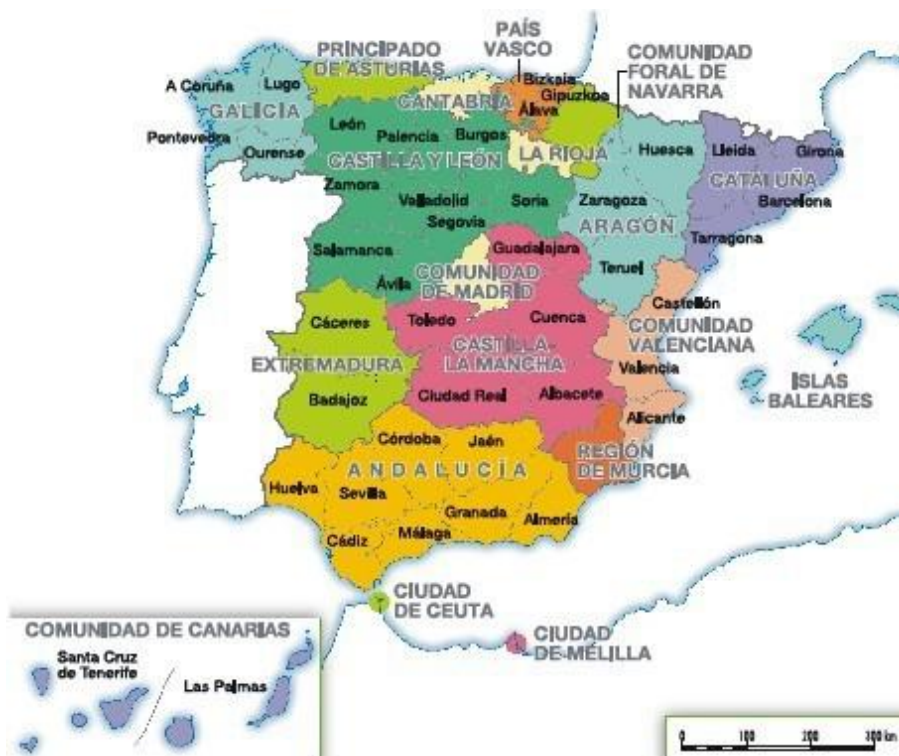 PAÍS
VASCO
PRINCIPADO
DE ASTURIAS
COMUNIDAD
FORAL DE
NAVARRA
A Coruña
Lugo
GALICIA
Pontevedra
Ourense
CANTABRIA
Bizkaia
Gipuzkoa
Álava
León
Palencia
Burgos
CASTILLA Y LEÓN
LA RIOJA
Zamora
Valladolid
Soria
Segovia
Salamanca
Ávila
Huesca
Zaragoza
ARAGÓN
Teruel
Lleida
Girona
CATALUÑA
Barcelona
Tarragona
Guadalajara
COMUNIDAD
DE MADRID
Toledo
Cuenca
CASTILLA
LA MANCHA
Ciudad Real
Albacete
Cáceres
EXTREMADURA
Badajoz
Castellón
COMUNIDAD
VALENCIANA
Valencia
Alicante
ISLAS
BALEARES
REGIÓN
DE MURCIA
Córdoba
Jaén
ANDALUCÍA
Huelva
Sevilla
Granada
Almería
Málaga
Cádiz
CIUDAD
DE CEUTA
CIUDAD
DE MÉLILLA
COMUNIDAD DE CANARIAS
Santa Cruz
de Tenerife
Las Palmas
0 100 200 300 km